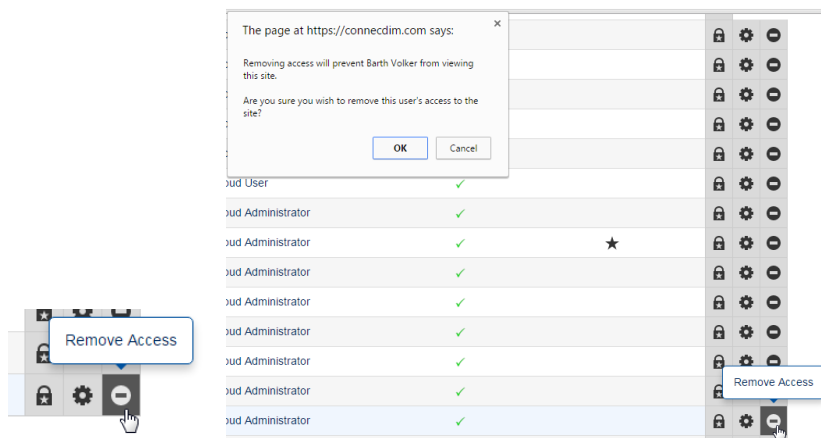 The page at https://connecdim.com says:
Removing access will prevent Barth Volker from viewing
this site.
Are you sure you wish to remove this user's access to the
site?
OK Cancel
oud User
oud Administrator
oud Administrator
oud Administrator
oud Administrator
oud Administrator
oud Administrator
oud Administrator
oud Administrator
Remove Access
Remove Access